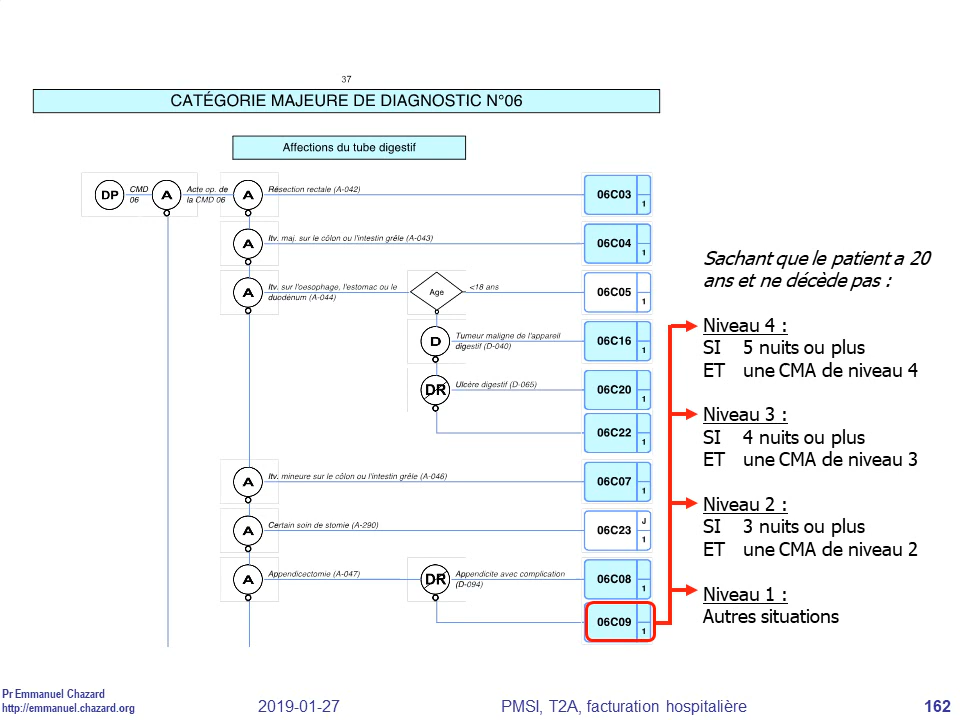 37
CATÉGORIE MAJEURE DE DIAGNOSTIC N°06
Affections du tube digestif
DP
CMD
06
A
Acte op. de
la CMD 06
A
Résection rectale (A-042)
06C03
1
A
Itv. maj. sur le côlon ou l'intestin grêle (A-043)
06C04
1
A
Itv. sur l'oesophage, l'estomac ou le
duodénum (A-044)
Age
<18 ans
06C05
1
D
Tumeur maligne de l'appareil
digestif (D-040)
06C16
1
DR
Ulcère digestif (D-065)
06C20
1
06C22
1
A
Itv. mineure sur le côlon ou l'intestin grêle (A-046)
06C07
1
A
Certain soin de stomie (A-290)
06C23
J
1
A
Appendicectomie (A-047)
DR
Appendicite avec complication
(D-094)
06C08
1
06C09
1
Sachant que le patient a 20
ans et ne décède pas :
Niveau 4 :
SI 5 nuits ou plus
ET une CMA de niveau 4
Niveau 3 :
SI 4 nuits ou plus
ET une CMA de niveau 3
Niveau 2 :
SI 3 nuits ou plus
ET une CMA de niveau 2
Niveau 1 :
Autres situations
Pr Emmanuel Chazard
http://emmanuel.chazard.org
2019-01-27
PMSI, T2A, facturation hospitalière
162